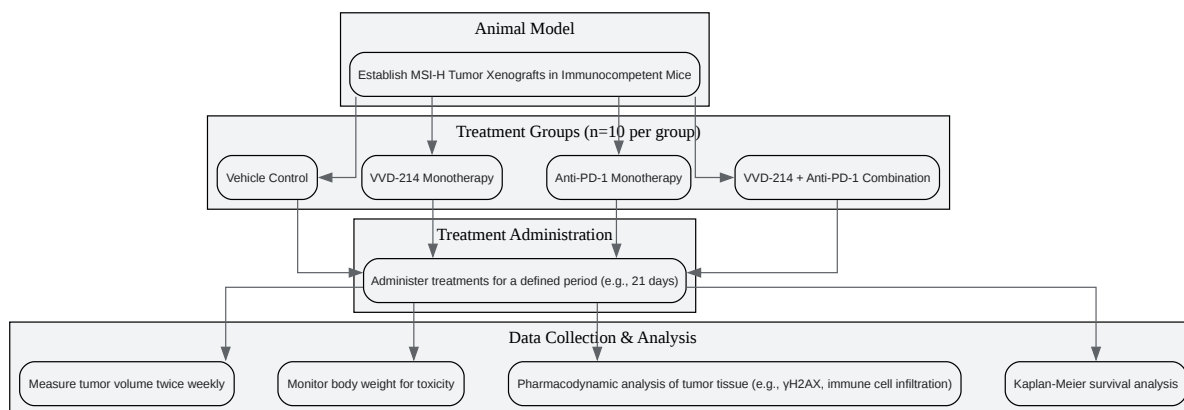 Animal Model
Establish MSI-H Tumor Xenografts in Immunocompetent Mice
Treatment Groups (n=10 per group)
Vehicle Control
VVD-214 Monotherapy
Anti-PD-1 Monotherapy
VVD-214 + Anti-PD-1 Combination
Treatment Administration
Administer treatments for a defined period (e.g., 21 days)
Data Collection & Analysis
Measure tumor volume twice weekly
Monitor body weight for toxicity
Pharmacodynamic analysis of tumor tissue (e.g., γH2AX, immune cell infiltration)
Kaplan-Meier survival analysis